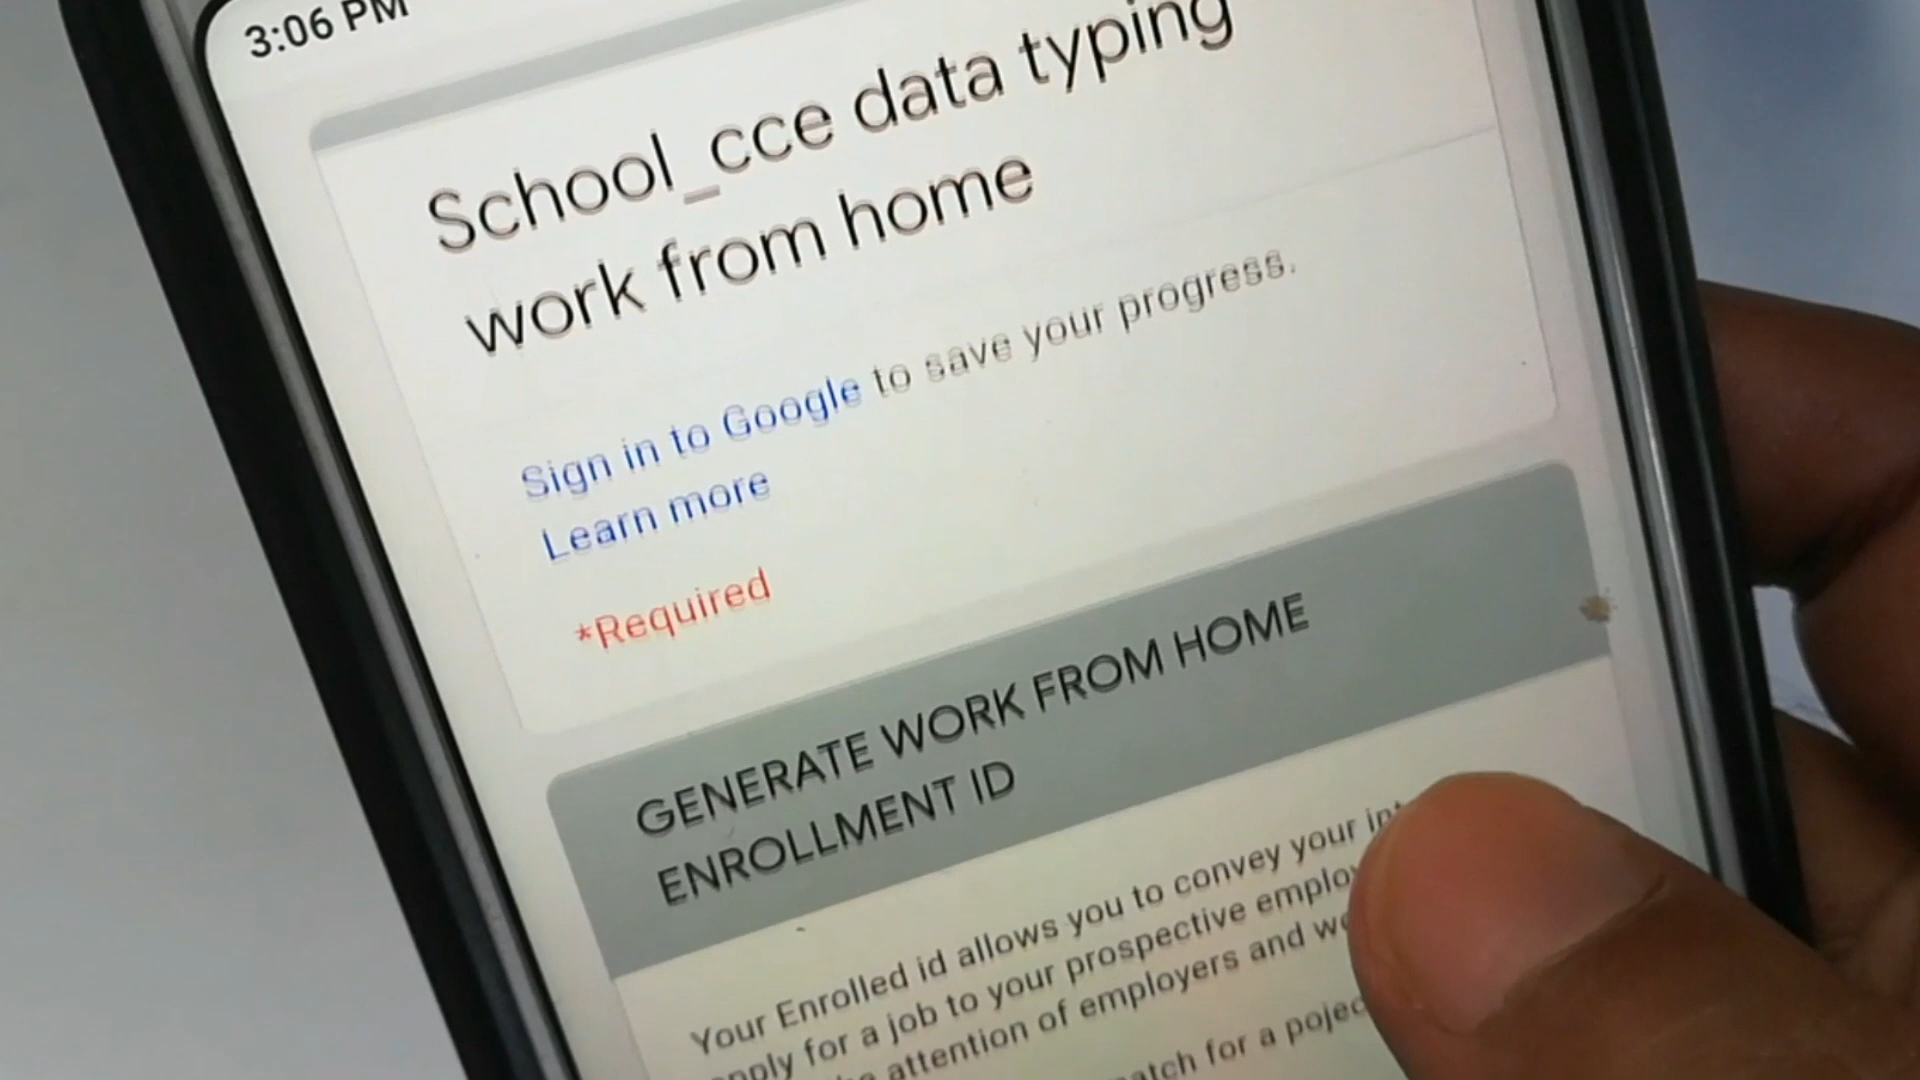 3:06 PM
School_cce data typing
work from home
Sign in to Google to save your progress.
Learn more
*Required
GENERATE WORK FROM HOME
ENROLLMENT ID
Your Enrolled id allows you to convey your
for a job to your prospective
attention of employers and
for a